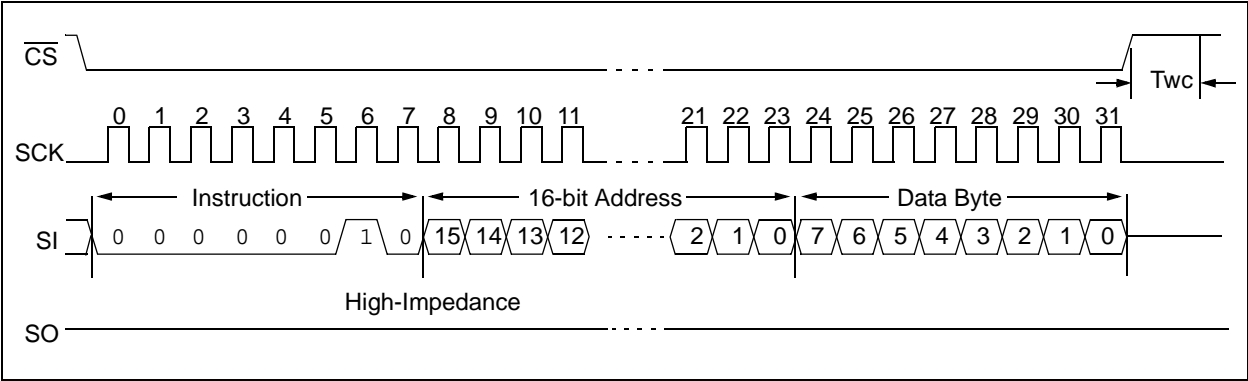 CS
Twc
0 1 2 3 4 5 6 7 8 9 10 11 21 22 23 24 25 26 27 28 29 30 31
SCK
Instruction 16-bit Address Data Byte
SI 0 0 0 0 0 0 1 0 15 14 13 12 2 1 0 7 6 5 4 3 2 1 0
High-Impedance
SO